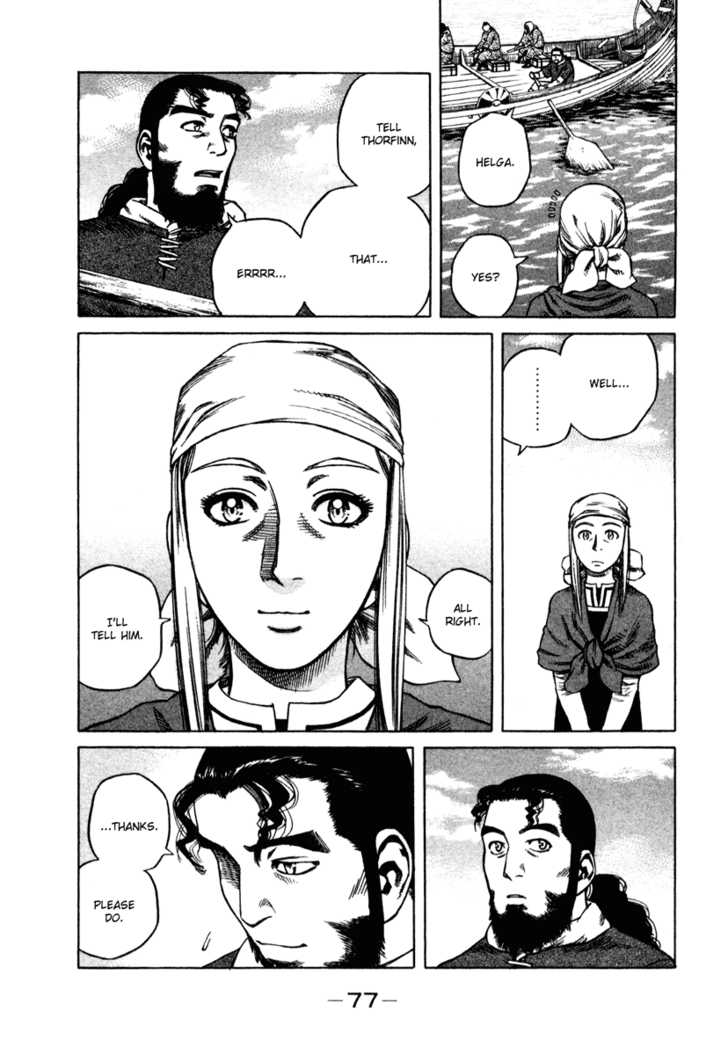 HELGA.
YES?
TELL
THORFINN,
THAT...
ERRRR...
WELL...
.........
ALL
RIGHT.
I'LL
TELL HIM.
...THANKS.
PLEASE
DO.
-77-